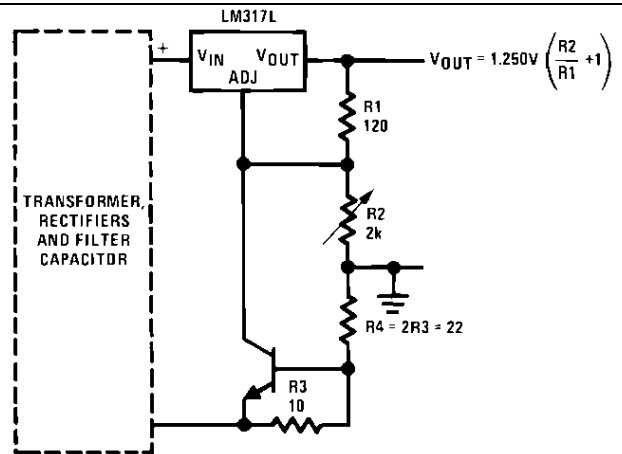 LM317L
+
VIN VOUT
ADJ
VOUT = 1.250V (R2/R1 +1)
R1
120
R2
2k
TRANSFORMER,
RECTIFIERS
AND FILTER
CAPACITOR
R4 = 2R3 = 22
R3
10